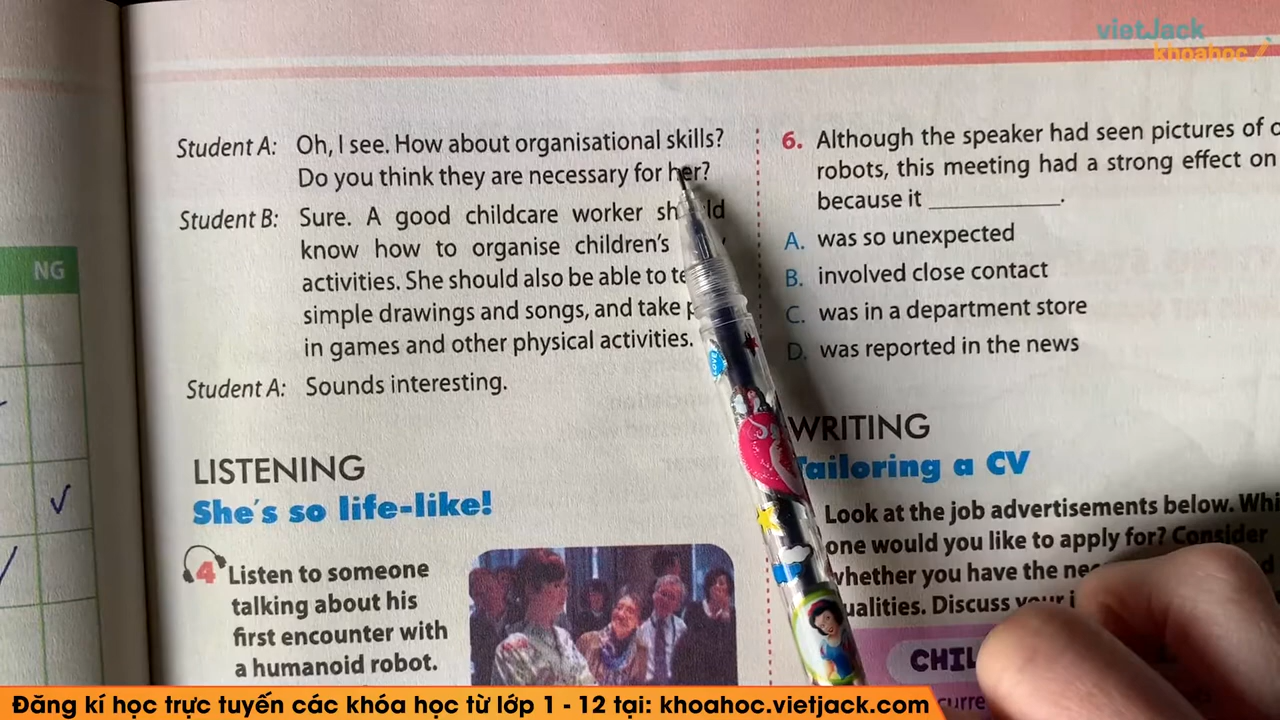 vietJack
khoahoc
Student A: Oh, I see. How about organisational skills?
Do you think they are necessary for her?
Student B: Sure. A good childcare worker
know how to organise children's
activities. She should also be able to
simple drawings and songs, and take
in games and other physical activities.
Student A: Sounds interesting.
NG
LISTENING
She's so life-like!
4 Listen to someone
talking about his
first encounter with
a humanoid robot.
6. Although the speaker had seen pictures of
robots, this meeting had a strong effect on
because it ____________.
A. was so unexpected
B. involved close contact
C. was in a department store
D. was reported in the news
WRITING
Tailoring a CV
Look at the job advertisements below.
one would you like to apply for? Consider
whether you have the
qualities. Discuss your
Đăng kí học trực tuyến các khóa học từ lớp 1 - 12 tại: khoahoc.vietjack.com